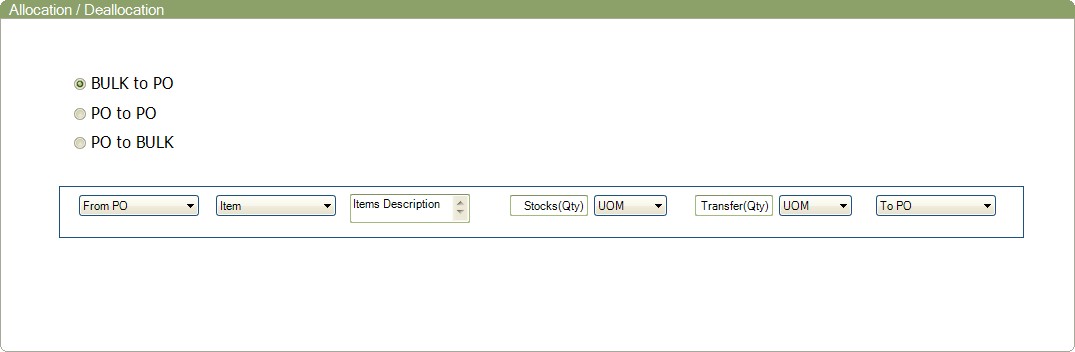 Allocation / Deallocation
BULK to PO
PO to PO
PO to BULK
From PO Item Items Description Stocks(Qty) UOM Transfer(Qty) UOM To PO